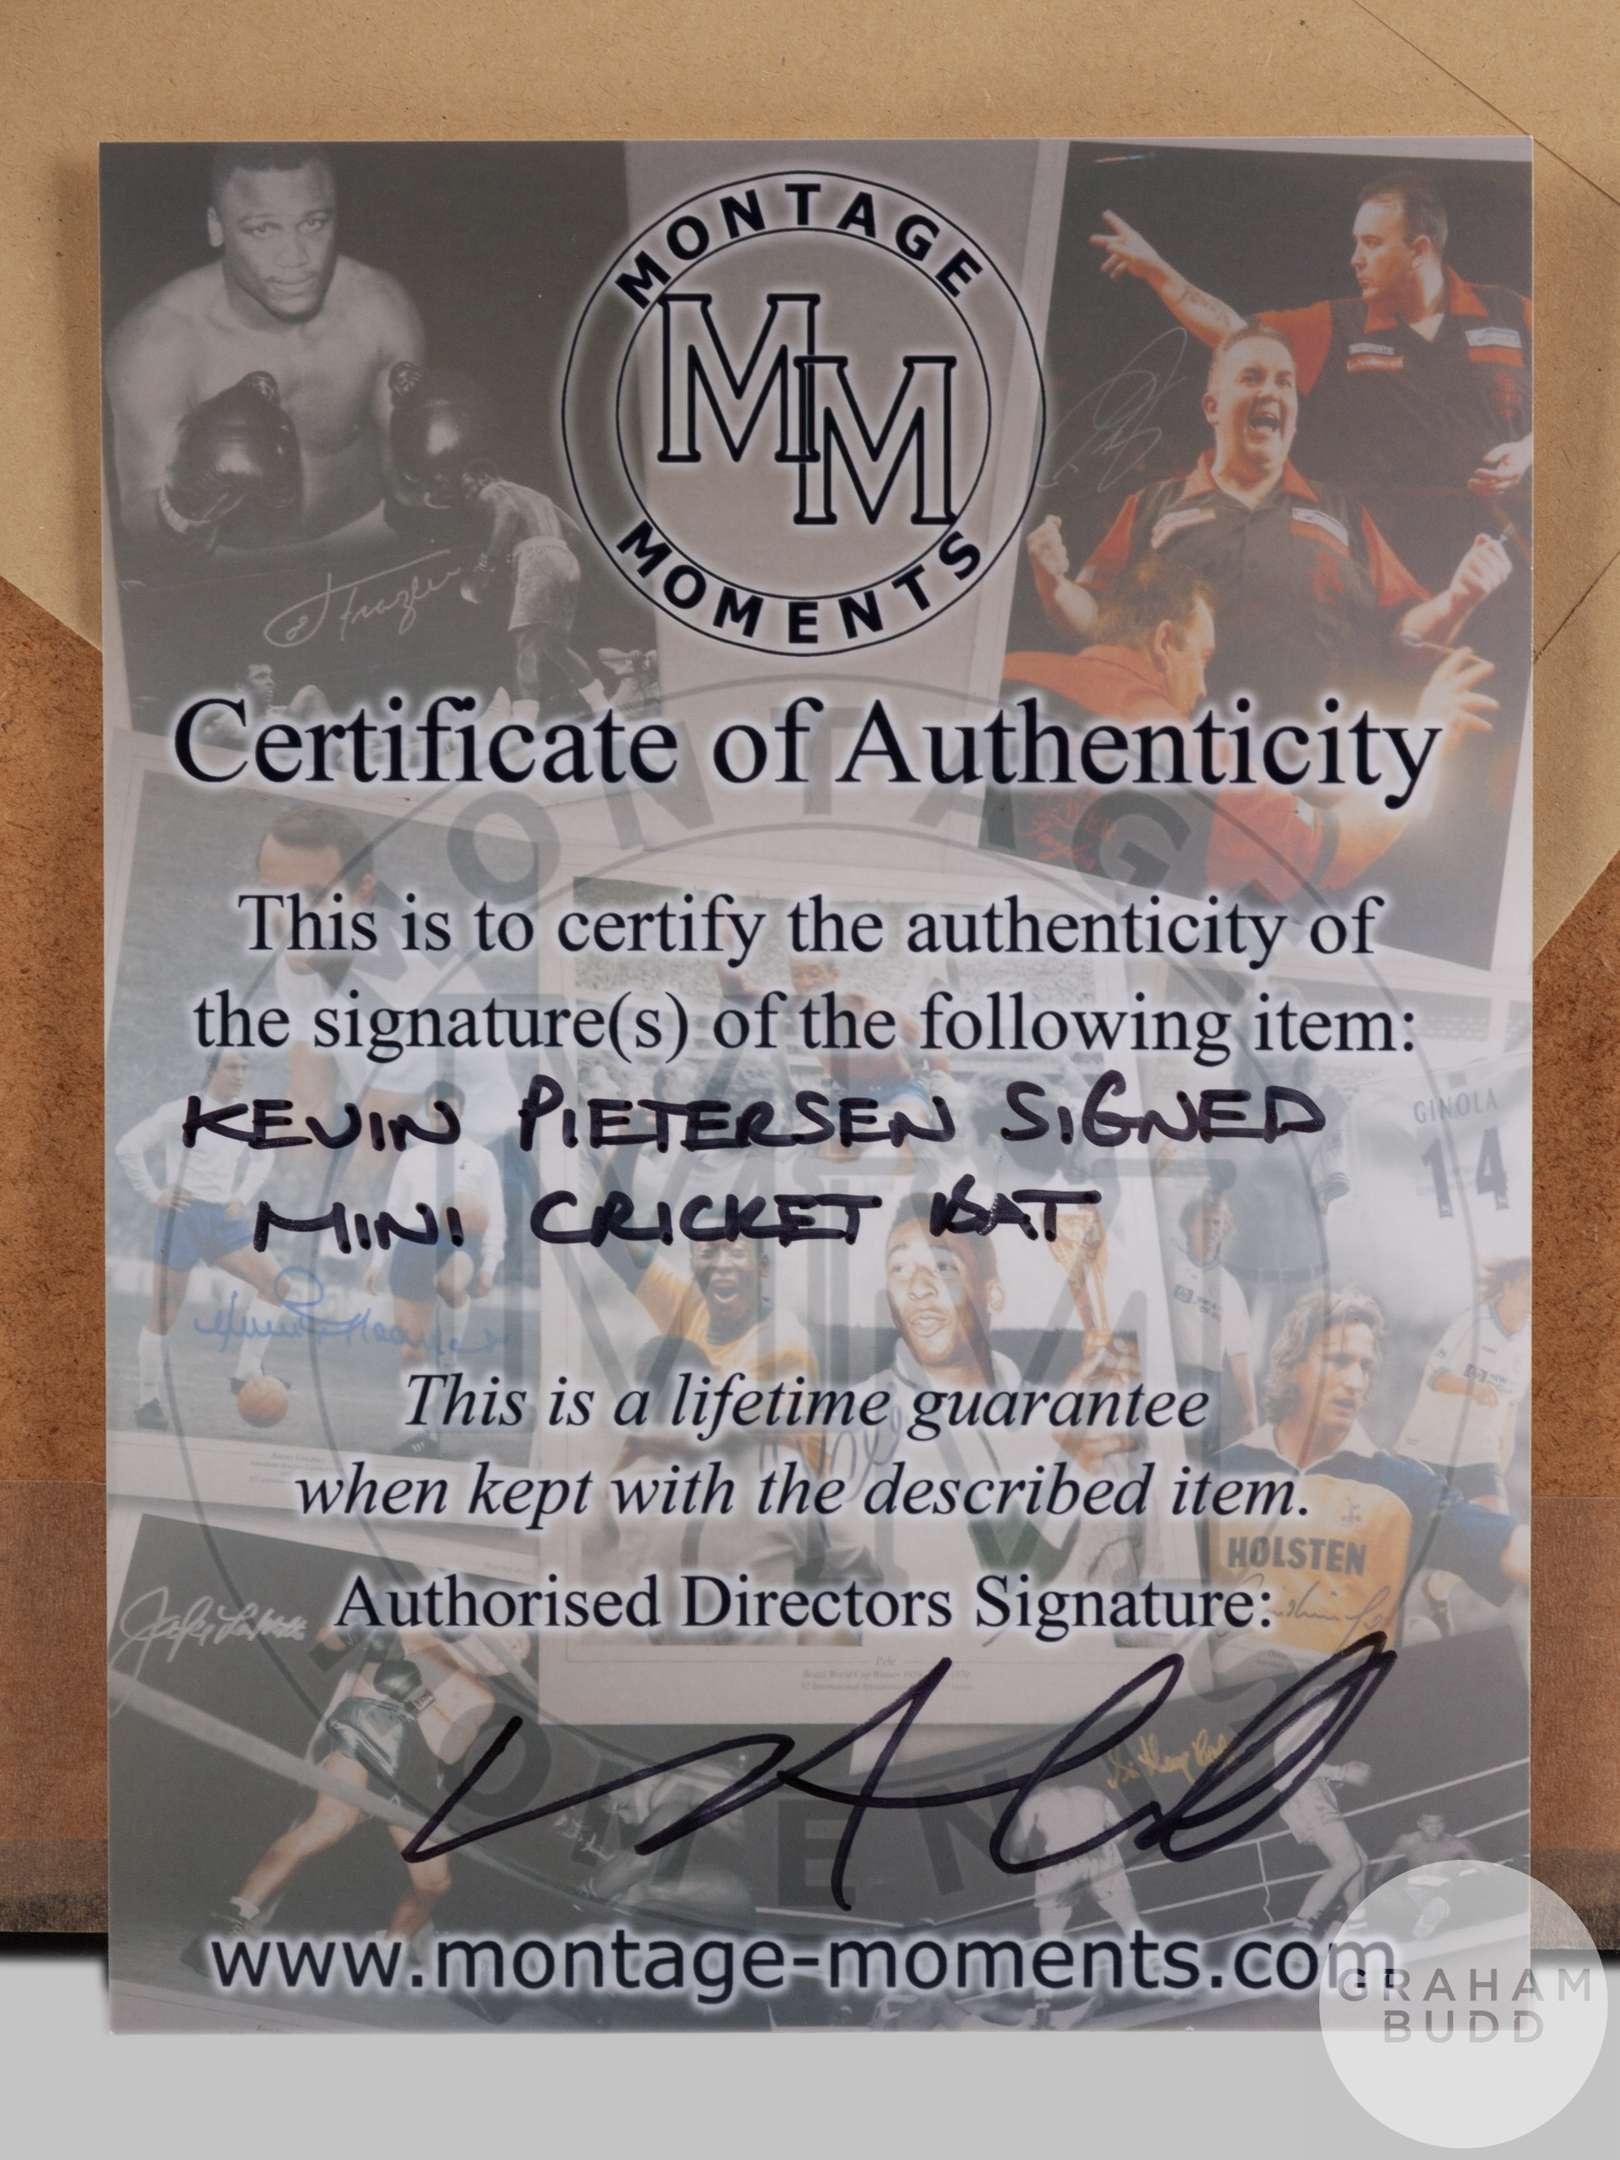 MONTAGE
MM
MOMENTS
Certificate of Authenticity
This is to certify the authenticity of
the signature(s) of the following item:
KEVIN PIETERSEN SIGNED
MINI CRICKET BAT
GINOLA
14
This is a lifetime guarantee
when kept with the described item.
HOLSTEN
Authorised Directors Signature:
www.montage-moments.com
GRAHAM
BUDD